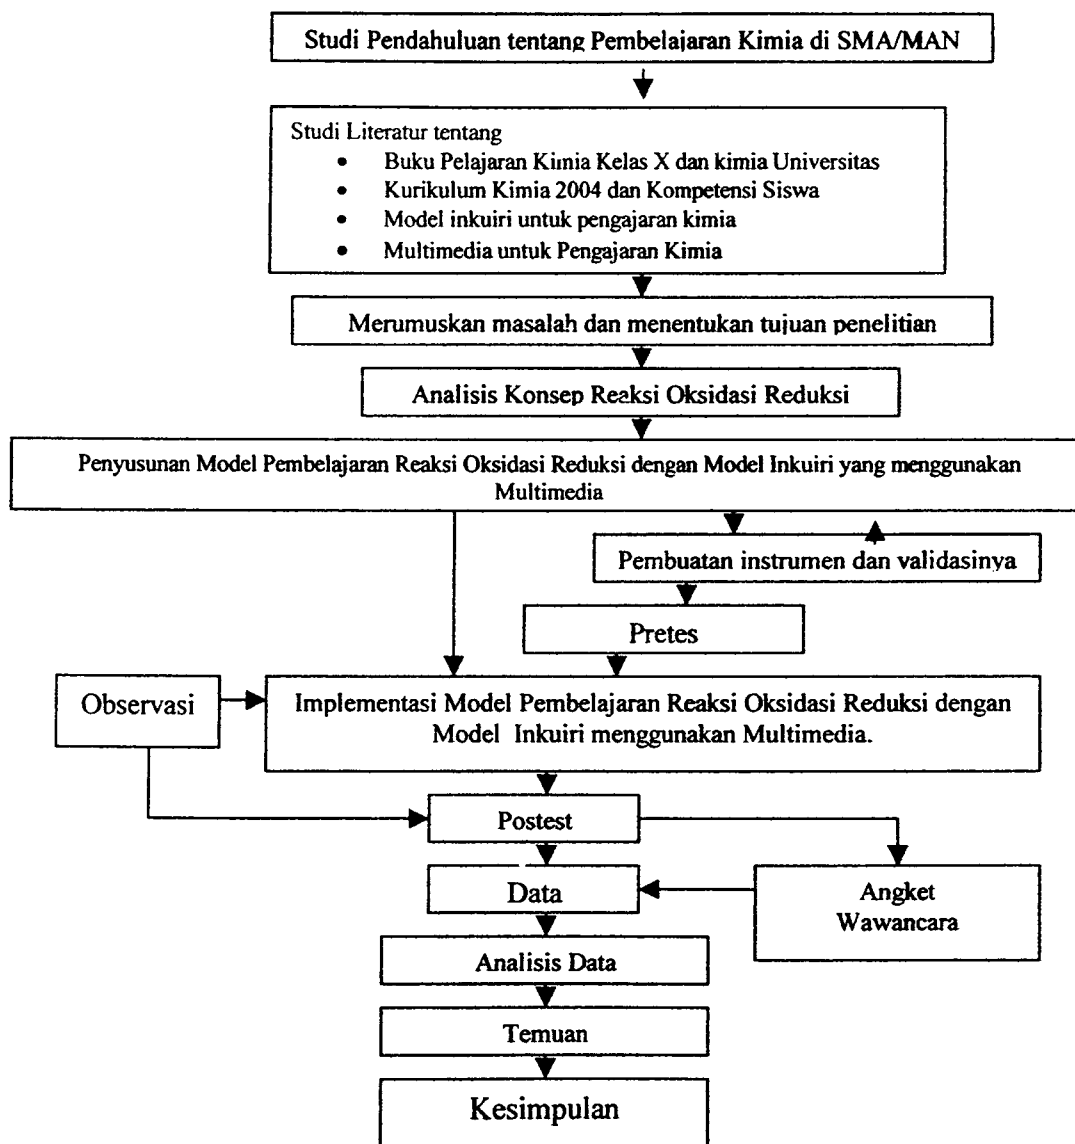 Studi Pendahuluan tentang Pembelajaran Kimia di SMA/MAN
Studi Literatur tentang
• Buku Pelajaran Kimia Kelas X dan kimia Universitas
• Kurikulum Kimia 2004 dan Kompetensi Siswa
• Model inkuiri untuk pengajaran kimia
• Multimedia untuk Pengajaran Kimia
Merumuskan masalah dan menentukan tujuan penelitian
Analisis Konsep Reaksi Oksidasi Reduksi
Penyusunan Model Pembelajaran Reaksi Oksidasi Reduksi dengan Model Inkuiri yang menggunakan
Multimedia
Pembuatan instrumen dan validasinya
Pretes
Observasi
Implementasi Model Pembelajaran Reaksi Oksidasi Reduksi dengan
Model Inkuiri menggunakan Multimedia.
Postest
Data
Angket
Wawancara
Analisis Data
Temuan
Kesimpulan